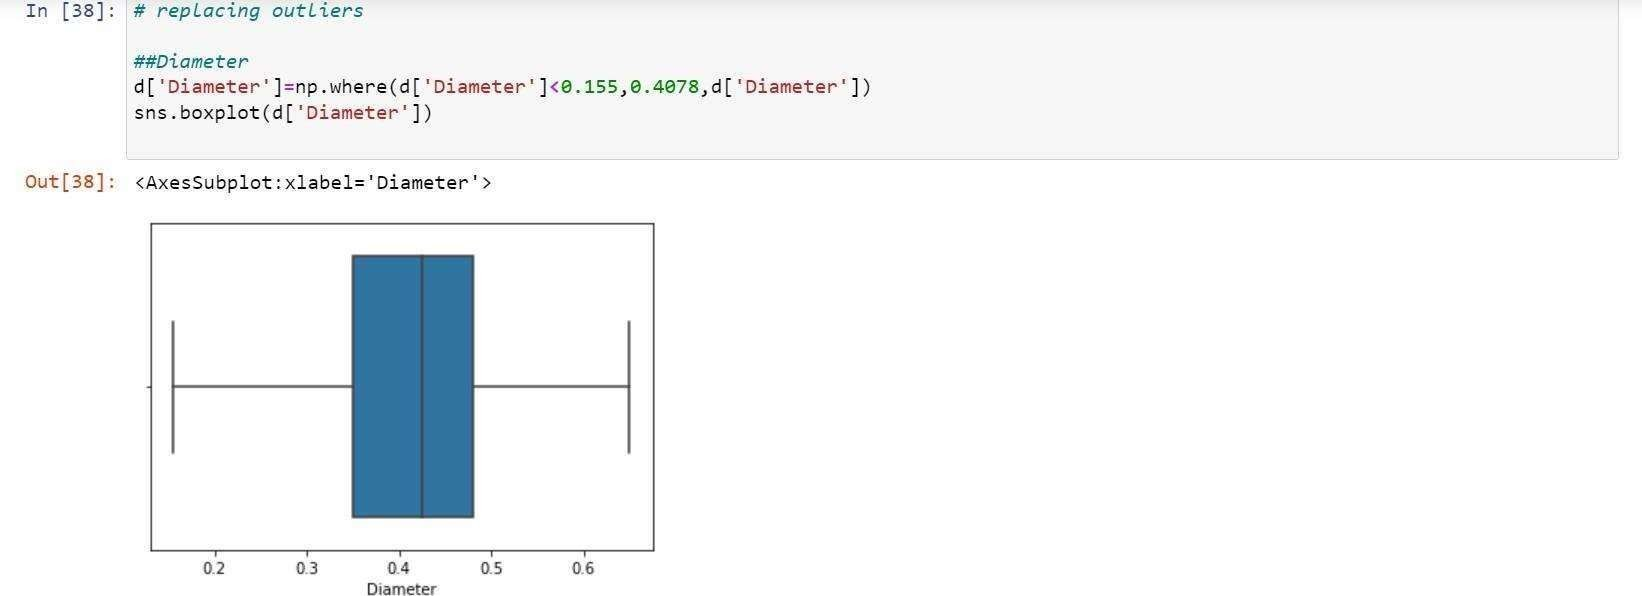 In [38]: # replacing outliers
##Diameter
d['Diameter']=np.where(d['Diameter']<0.155,0.4078,d['Diameter'])
sns.boxplot(d['Diameter'])
Out[38]: <AxesSubplot:xlabel='Diameter'>
0.2 0.3 0.4 0.5 0.6
Diameter